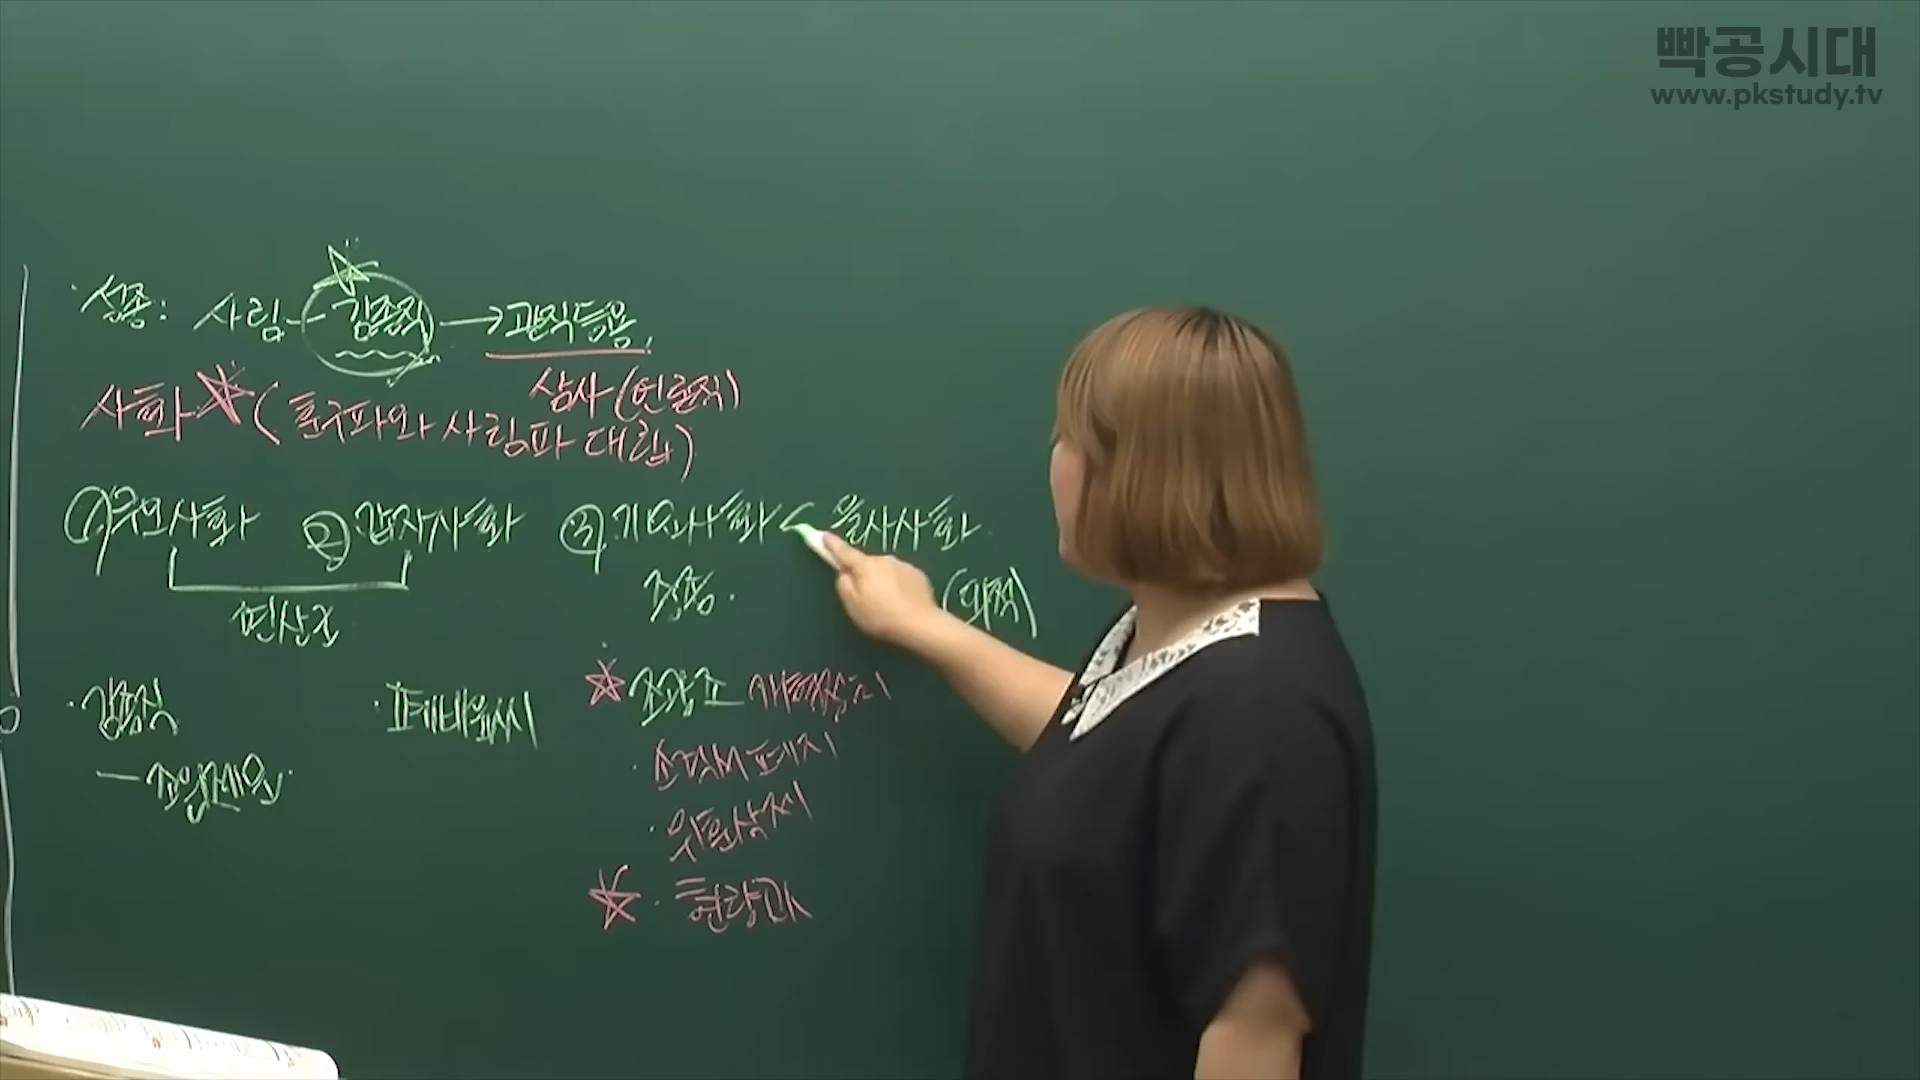 빡공시대
www.pkstudy.tv
· 성종: 사림 - 김종직 → 관직등용.
삼사 (언론직)
사화 (훈구파와 사림파 대립)
① 무오사화 ② 갑자사화 ③ 기묘사화 < 을사사화
연산군 중종. (외척)
· 김종직 · 폐비윤씨 조광조
- 조의제문
· 소격서 폐지
· 위훈삭제
· 현량과